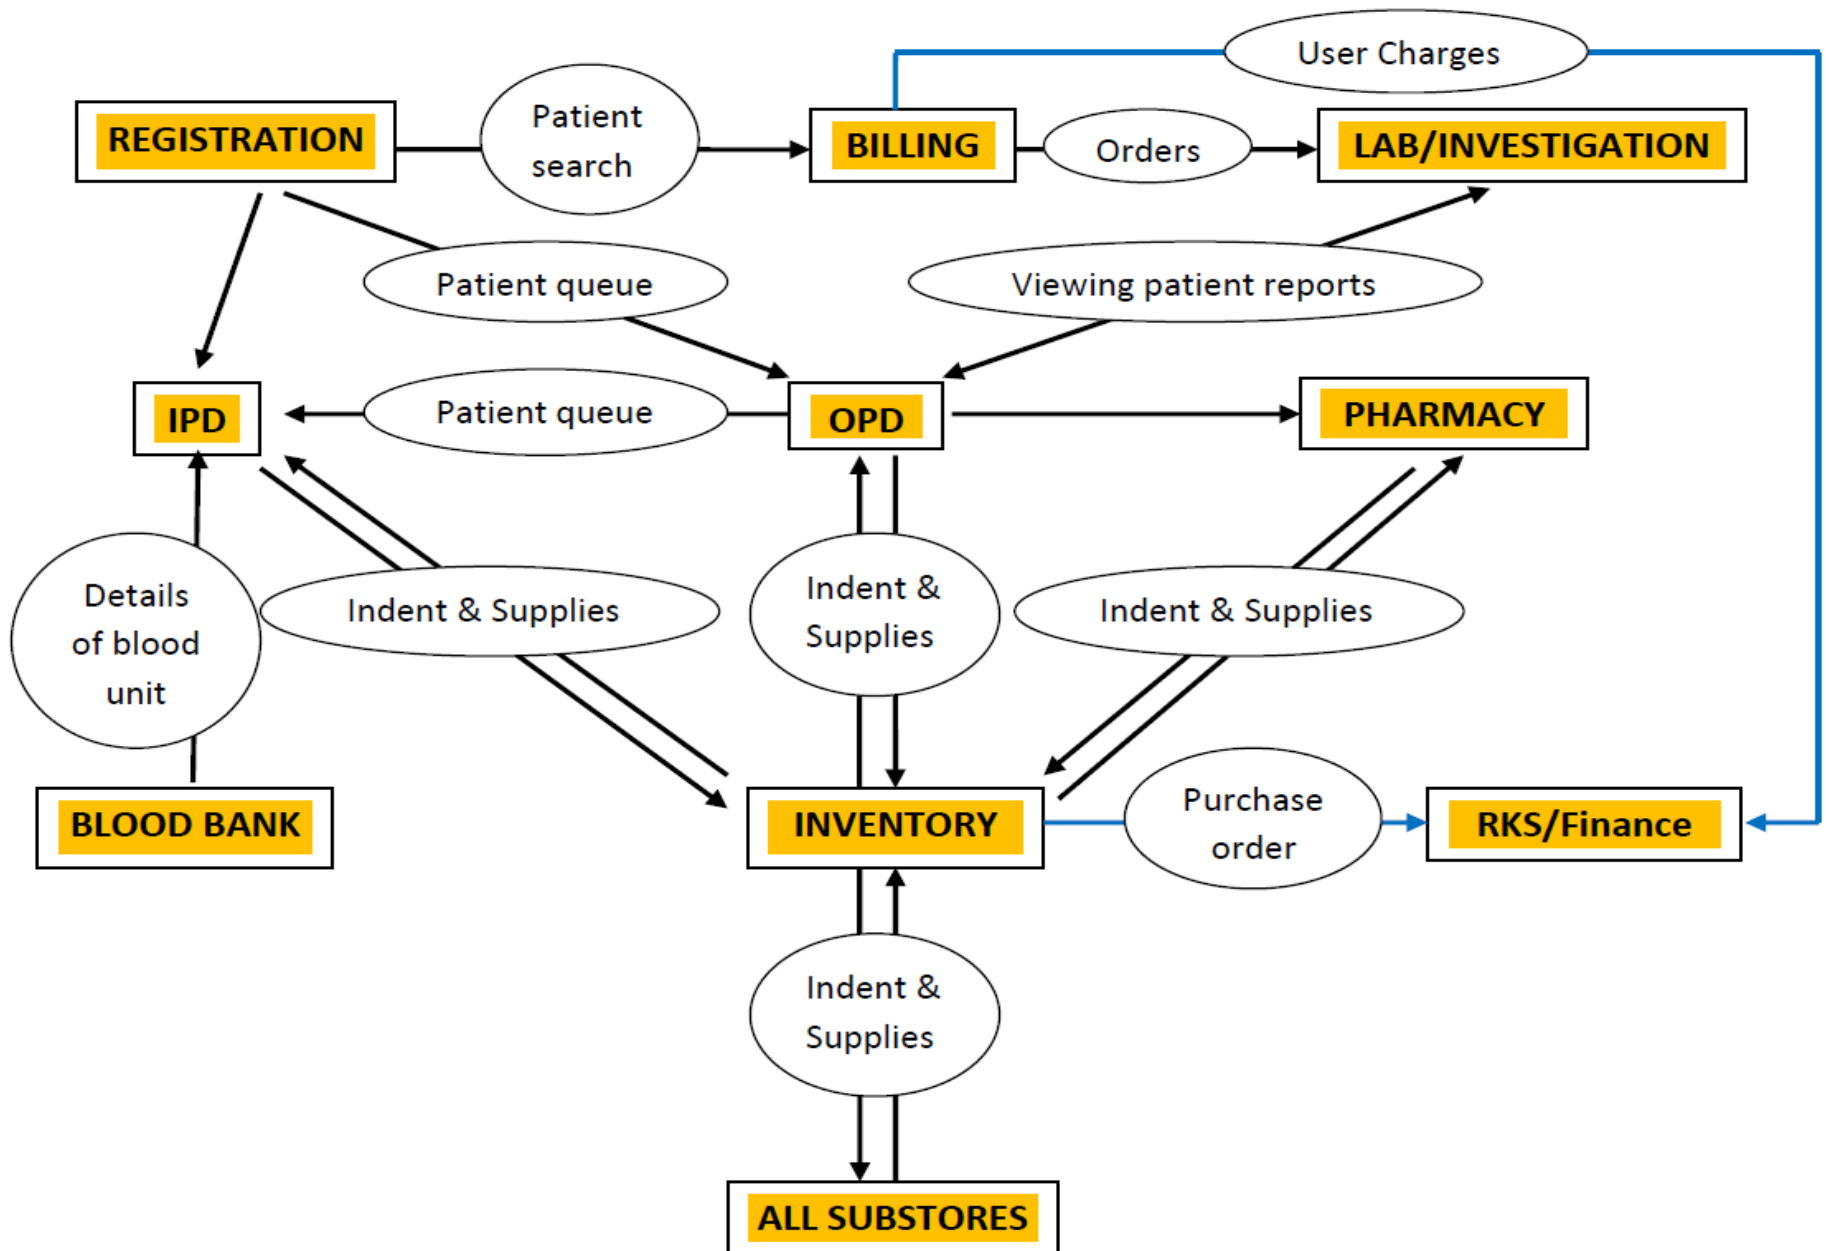 User Charges
REGISTRATION
Patient
search
BILLING
Orders
LAB/INVESTIGATION
Patient queue
Viewing patient reports
IPD
Patient queue
OPD
PHARMACY
Details
of blood
unit
Indent & Supplies
Indent &
Supplies
Indent & Supplies
BLOOD BANK
INVENTORY
Purchase
order
RKS/Finance
Indent &
Supplies
ALL SUBSTORES